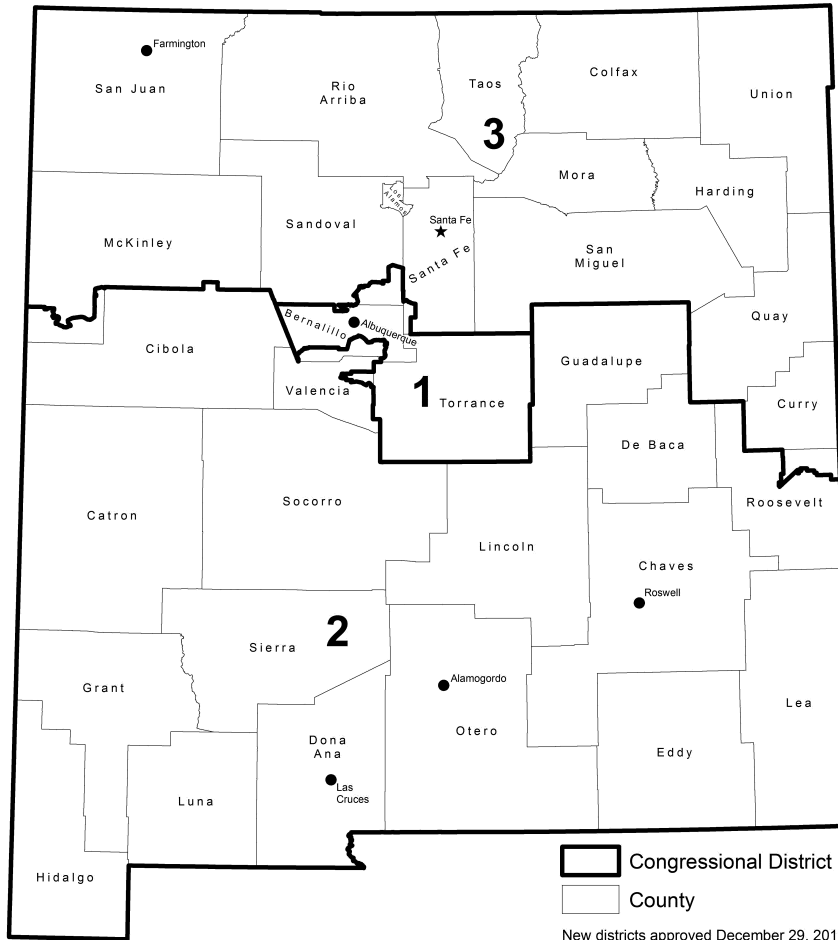 Farmington
San Juan
Rio
Arriba
Taos
Colfax
Union
3
Mora
Harding
Los
Alamos
Sandoval
Santa Fe
Santa Fe
San
Miguel
McKinley
Quay
Bernalillo
Albuquerque
Cibola
Guadalupe
Valencia
1
Torrance
Curry
De Baca
Roosevelt
Catron
Socorro
Lincoln
Chaves
Roswell
Sierra
2
Grant
Alamogordo
Otero
Lea
Dona
Ana
Las
Cruces
Eddy
Luna
Hidalgo
Congressional District
County
New districts approved December 29, 201